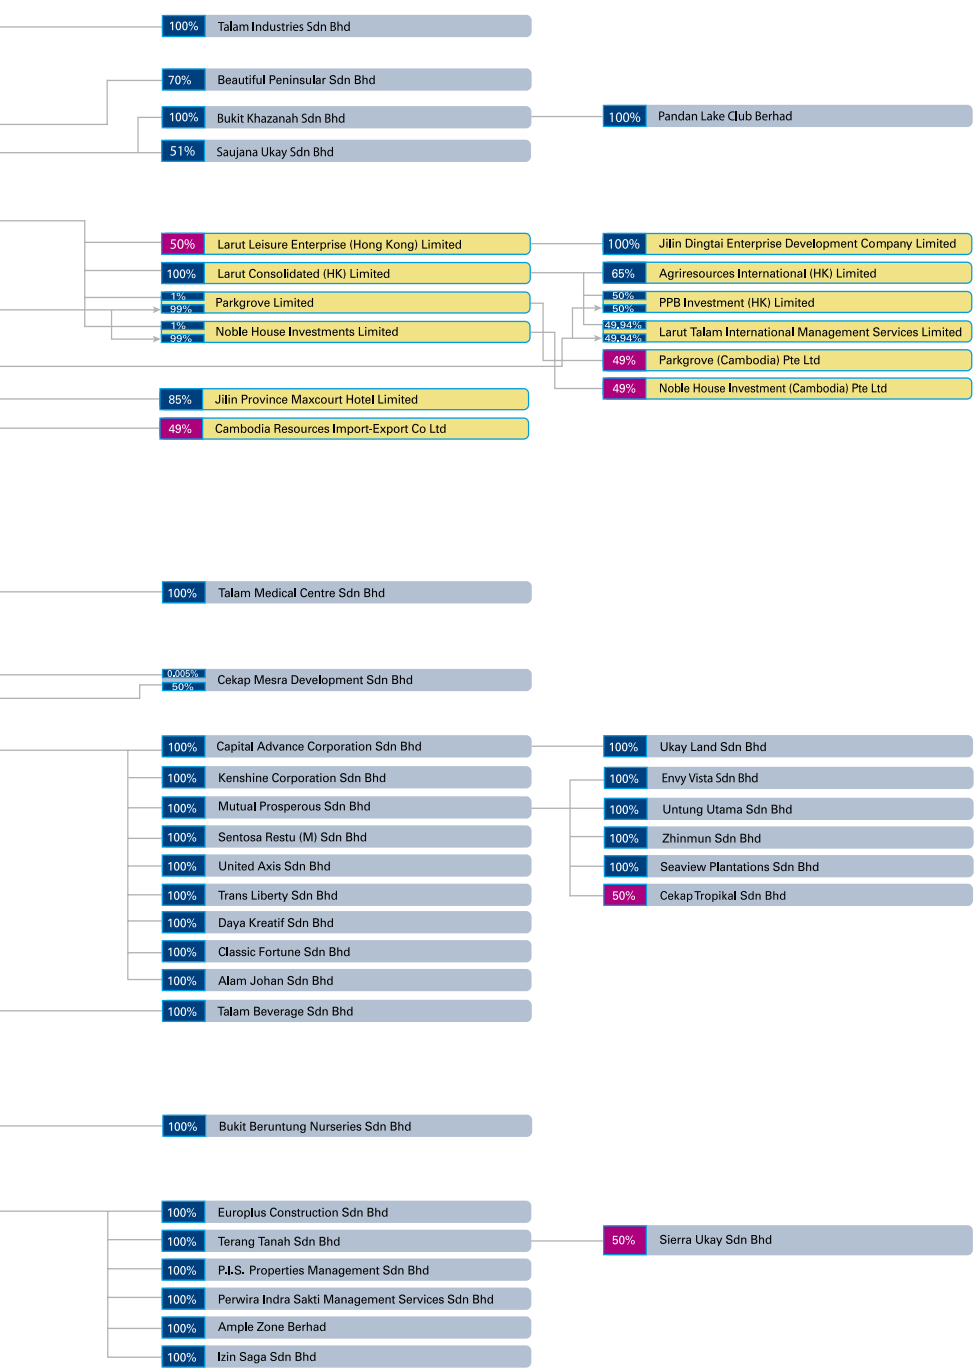 100% Talam Industries Sdn Bhd
70% Beautiful Peninsular Sdn Bhd
100% Bukit Khazanah Sdn Bhd
100% Pandan Lake Club Berhad
51% Saujana Ukay Sdn Bhd
50% Larut Leisure Enterprise (Hong Kong) Limited
100% Jilin Dingtai Enterprise Development Company Limited
100% Larut Consolidated (HK) Limited
65% Agriresources International (HK) Limited
1%
99%
Parkgrove Limited
50%
50%
PPB Investment (HK) Limited
1%
99%
Noble House Investments Limited
49.94%
49.94%
Larut Talam International Management Services Limited
49% Parkgrove (Cambodia) Pte Ltd
49% Noble House Investment (Cambodia) Pte Ltd
85% Jilin Province Maxcourt Hotel Limited
49% Cambodia Resources Import-Export Co Ltd
100% Talam Medical Centre Sdn Bhd
0.005%
50%
Cekap Mesra Development Sdn Bhd
100% Capital Advance Corporation Sdn Bhd
100% Ukay Land Sdn Bhd
100% Kenshine Corporation Sdn Bhd
100% Envy Vista Sdn Bhd
100% Mutual Prosperous Sdn Bhd
100% Untung Utama Sdn Bhd
100% Sentosa Restu (M) Sdn Bhd
100% Zhinmun Sdn Bhd
100% United Axis Sdn Bhd
100% Seaview Plantations Sdn Bhd
100% Trans Liberty Sdn Bhd
50% Cekap Tropikal Sdn Bhd
100% Daya Kreatif Sdn Bhd
100% Classic Fortune Sdn Bhd
100% Alam Johan Sdn Bhd
100% Talam Beverage Sdn Bhd
100% Bukit Beruntung Nurseries Sdn Bhd
100% Europlus Construction Sdn Bhd
100% Terang Tanah Sdn Bhd
50% Sierra Ukay Sdn Bhd
100% P.I.S. Properties Management Sdn Bhd
100% Perwira Indra Sakti Management Services Sdn Bhd
100% Ample Zone Berhad
100% Izin Saga Sdn Bhd